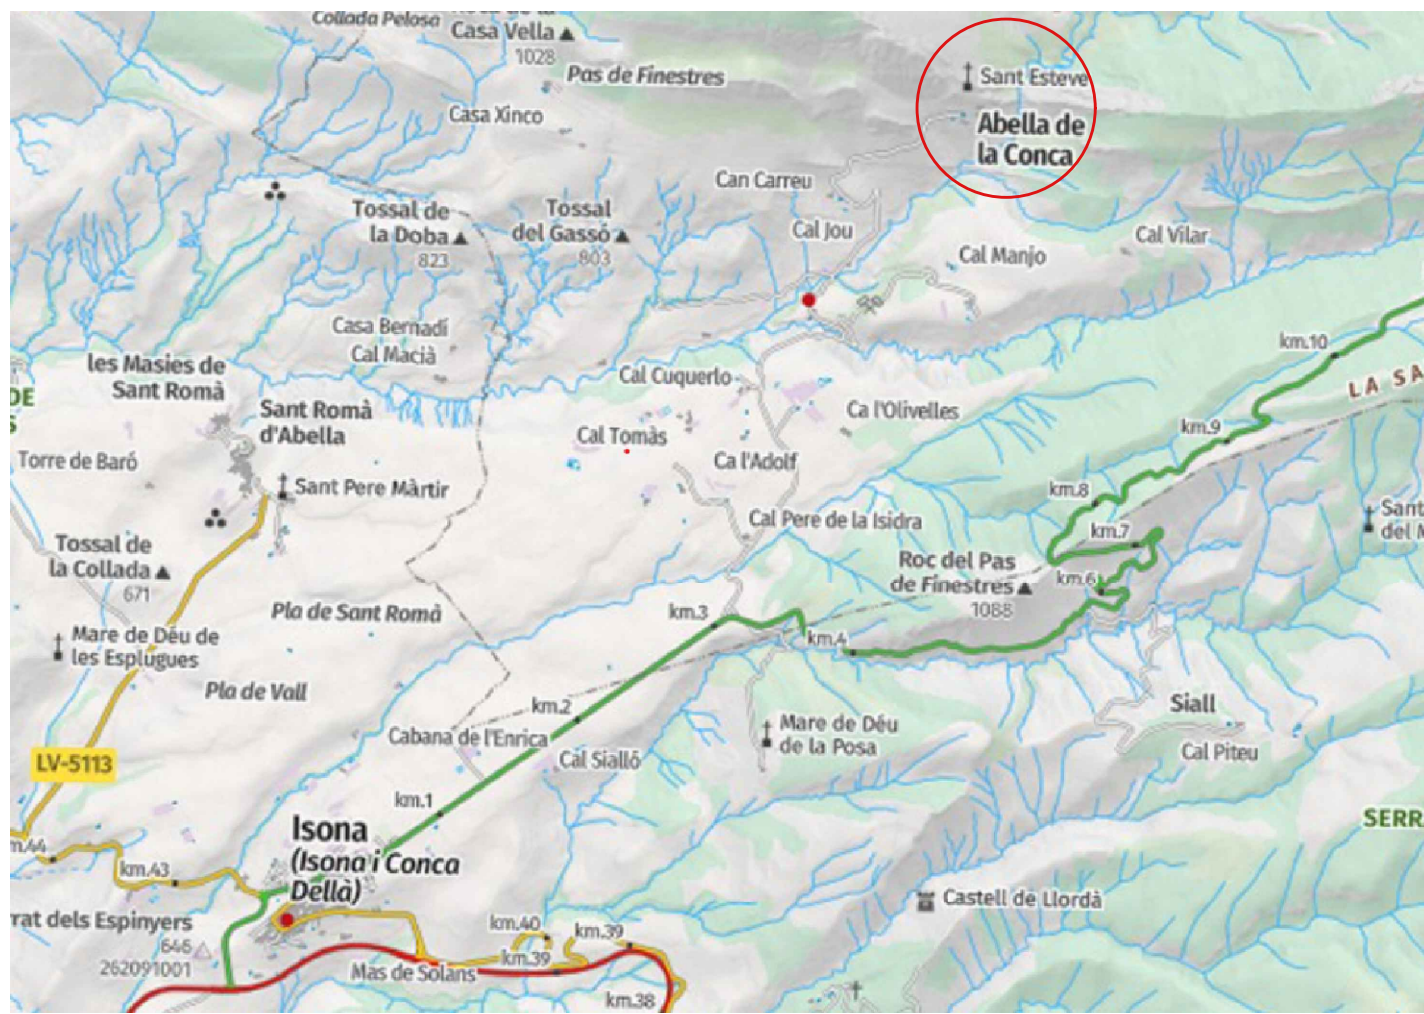 Collada Pelosa
Casa Vella
1028
Pas de Finestres
Casa Xinco
Sant Esteve
Abella de
la Conca
Can Carreu
Tossal de
la Doba
823
Tossal
del Gassó
803
Cal Jou
Cal Manjo
Cal Vilar
Casa Bernadí
Cal Macià
les Masies de
Sant Romà
DE
S
Sant Romà
d'Abella
Torre de Baró
Sant Pere Màrtir
Cal Cuquerlo
Cal Tomàs
Ca l'Olivelles
Ca l'Adolf
Cal Pere de la Isidra
km.10
LA SA
km.9
km.8
km.7
km.6
Sant
del M
Roc del Pas
de Finestres
1088
Tossal de
la Collada
671
Pla de Sant Romà
Mare de Déu de
les Esplugues
Pla de Vall
km.3
km.4
km.2
Cabana de l'Enrica
Cal Sialló
Mare de Déu
de la Posa
Siall
Cal Piteu
LV-5113
km.1
SERR
Isona
(Isona i Conca
Dellà)
m.44
km.43
rrat dels Espinyers
646
262091001
Mas de Solans
km.40
km.39
km.39
km.38
Castell de Llordà